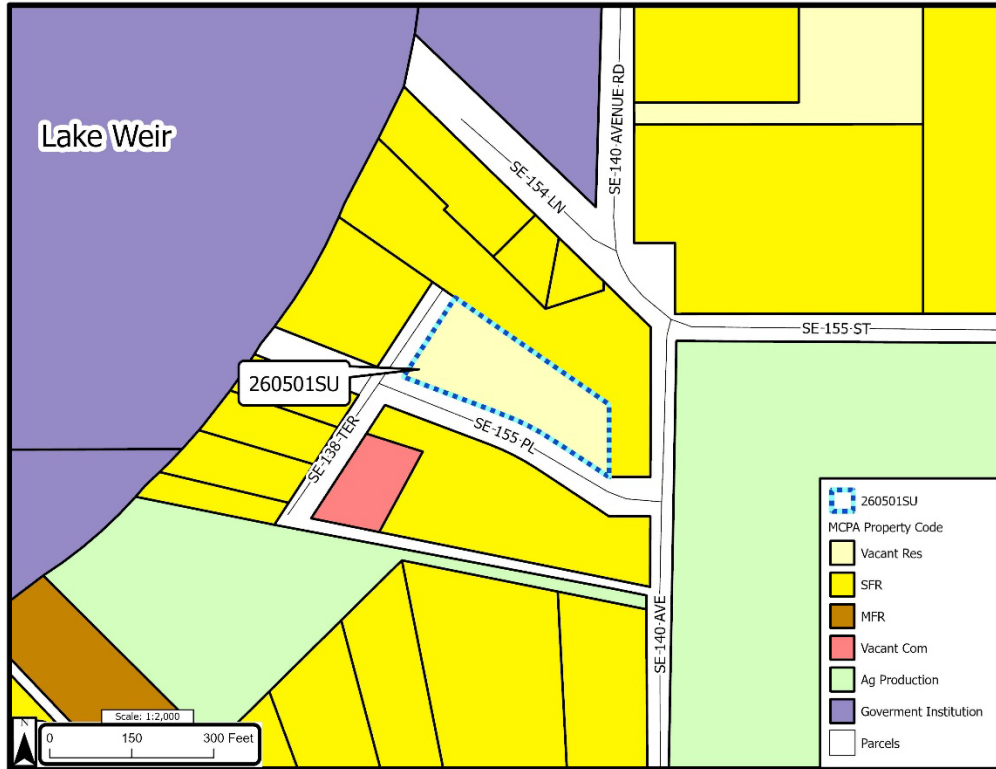 Lake Weir
SE-140-AVENUE-RD
SE-154-LN
SE-155-ST
260501SU
SE-155-PL
SE-138-TER
SE-140-AVE
260501SU
MCPA Property Code
Vacant Res
SFR
MFR
Vacant Com
Ag Production
Goverment Institution
Parcels
Scale: 1:2,000
N
0 150 300 Feet